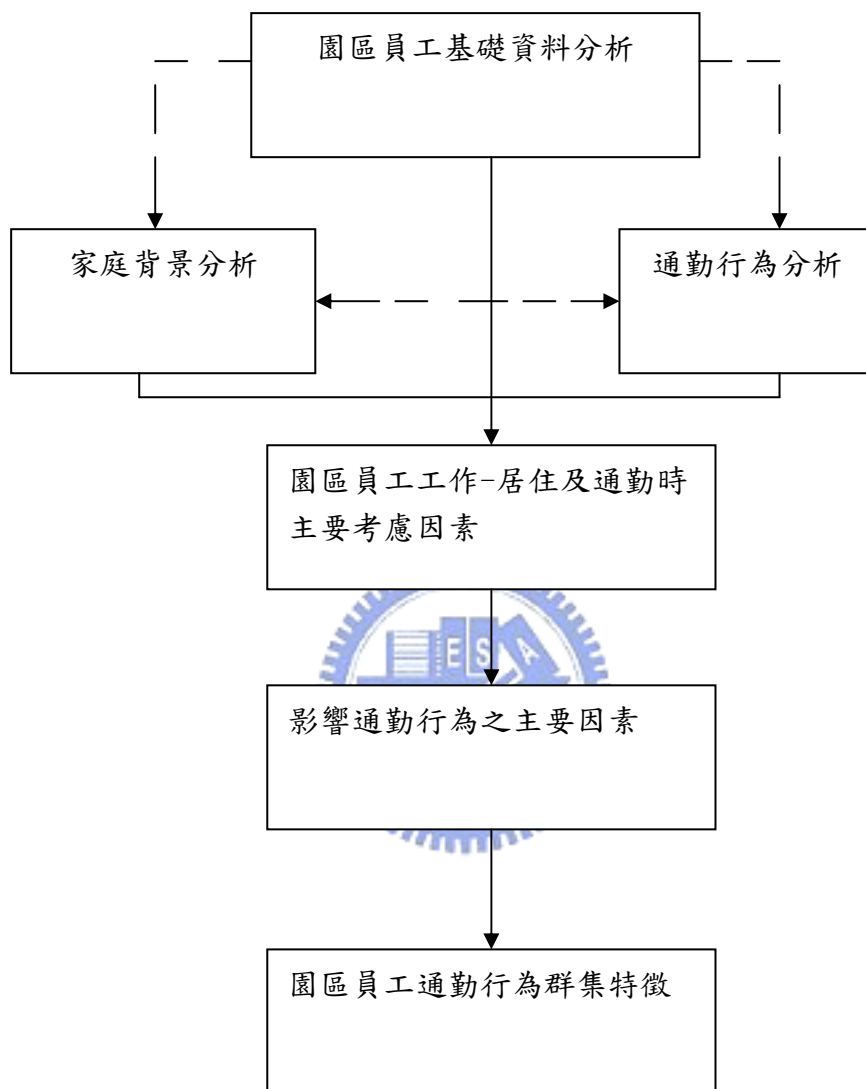 園區員工基礎資料分析
家庭背景分析
通勤行為分析
園區員工工作-居住及通勤時
主要考慮因素
ESA
影響通勤行為之主要因素
園區員工通勤行為群集特徵